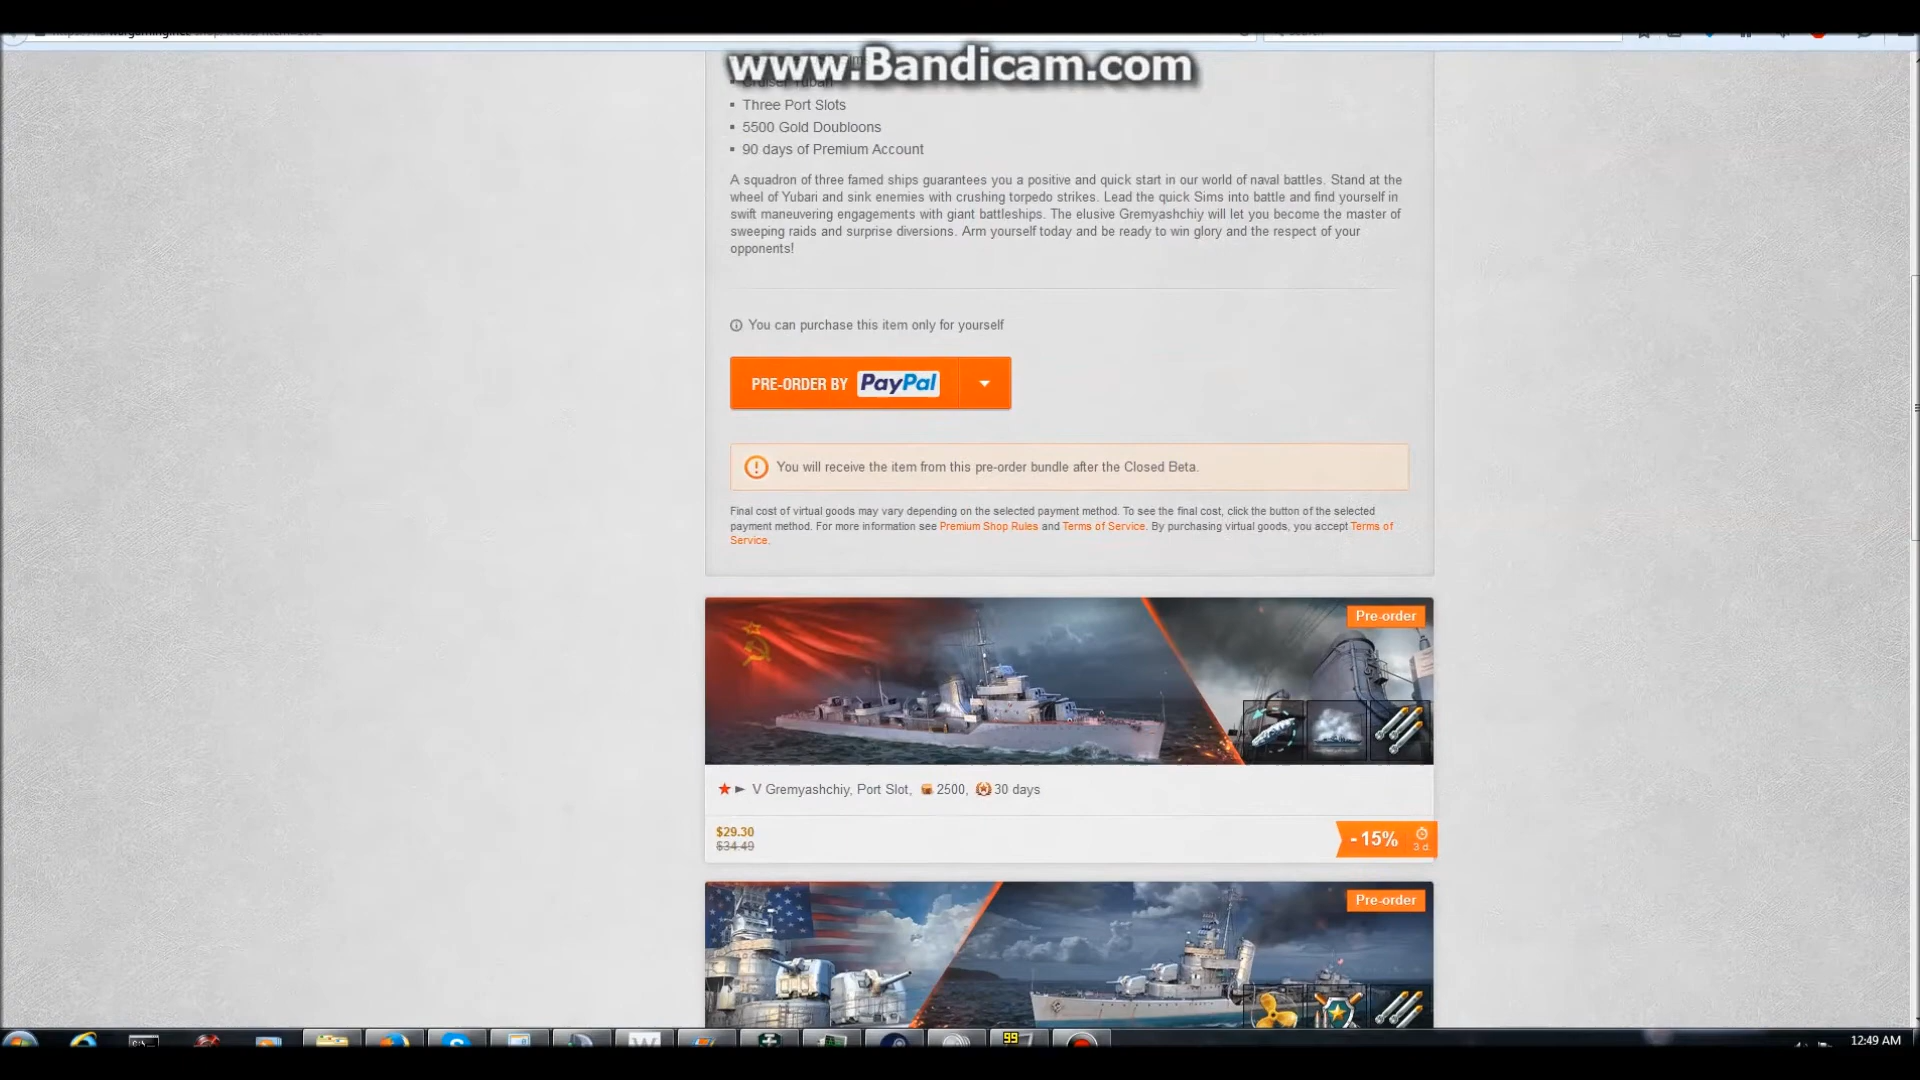 www.Bandicam.com
Cruiser Yubari
Three Port Slots
5500 Gold Doubloons
90 days of Premium Account
A squadron of three famed ships guarantees you a positive and quick start in our world of naval battles. Stand at the
wheel of Yubari and sink enemies with crushing torpedo strikes. Lead the quick Sims into battle and find yourself in
swift maneuvering engagements with giant battleships. The elusive Gremyashchiy will let you become the master of
sweeping raids and surprise diversions. Arm yourself today and be ready to win glory and the respect of your
opponents!
You can purchase this item only for yourself
PRE-ORDER BY PayPal
You will receive the item from this pre-order bundle after the Closed Beta.
Final cost of virtual goods may vary depending on the selected payment method. To see the final cost, click the button of the selected
payment method. For more information see Premium Shop Rules and Terms of Service. By purchasing virtual goods, you accept Terms of
Service.
Pre-order
V Gremyashchiy, Port Slot, 2500, 30 days
$29.30
$34.49
- 15%
3 d.
Pre-order
99
12:49 AM